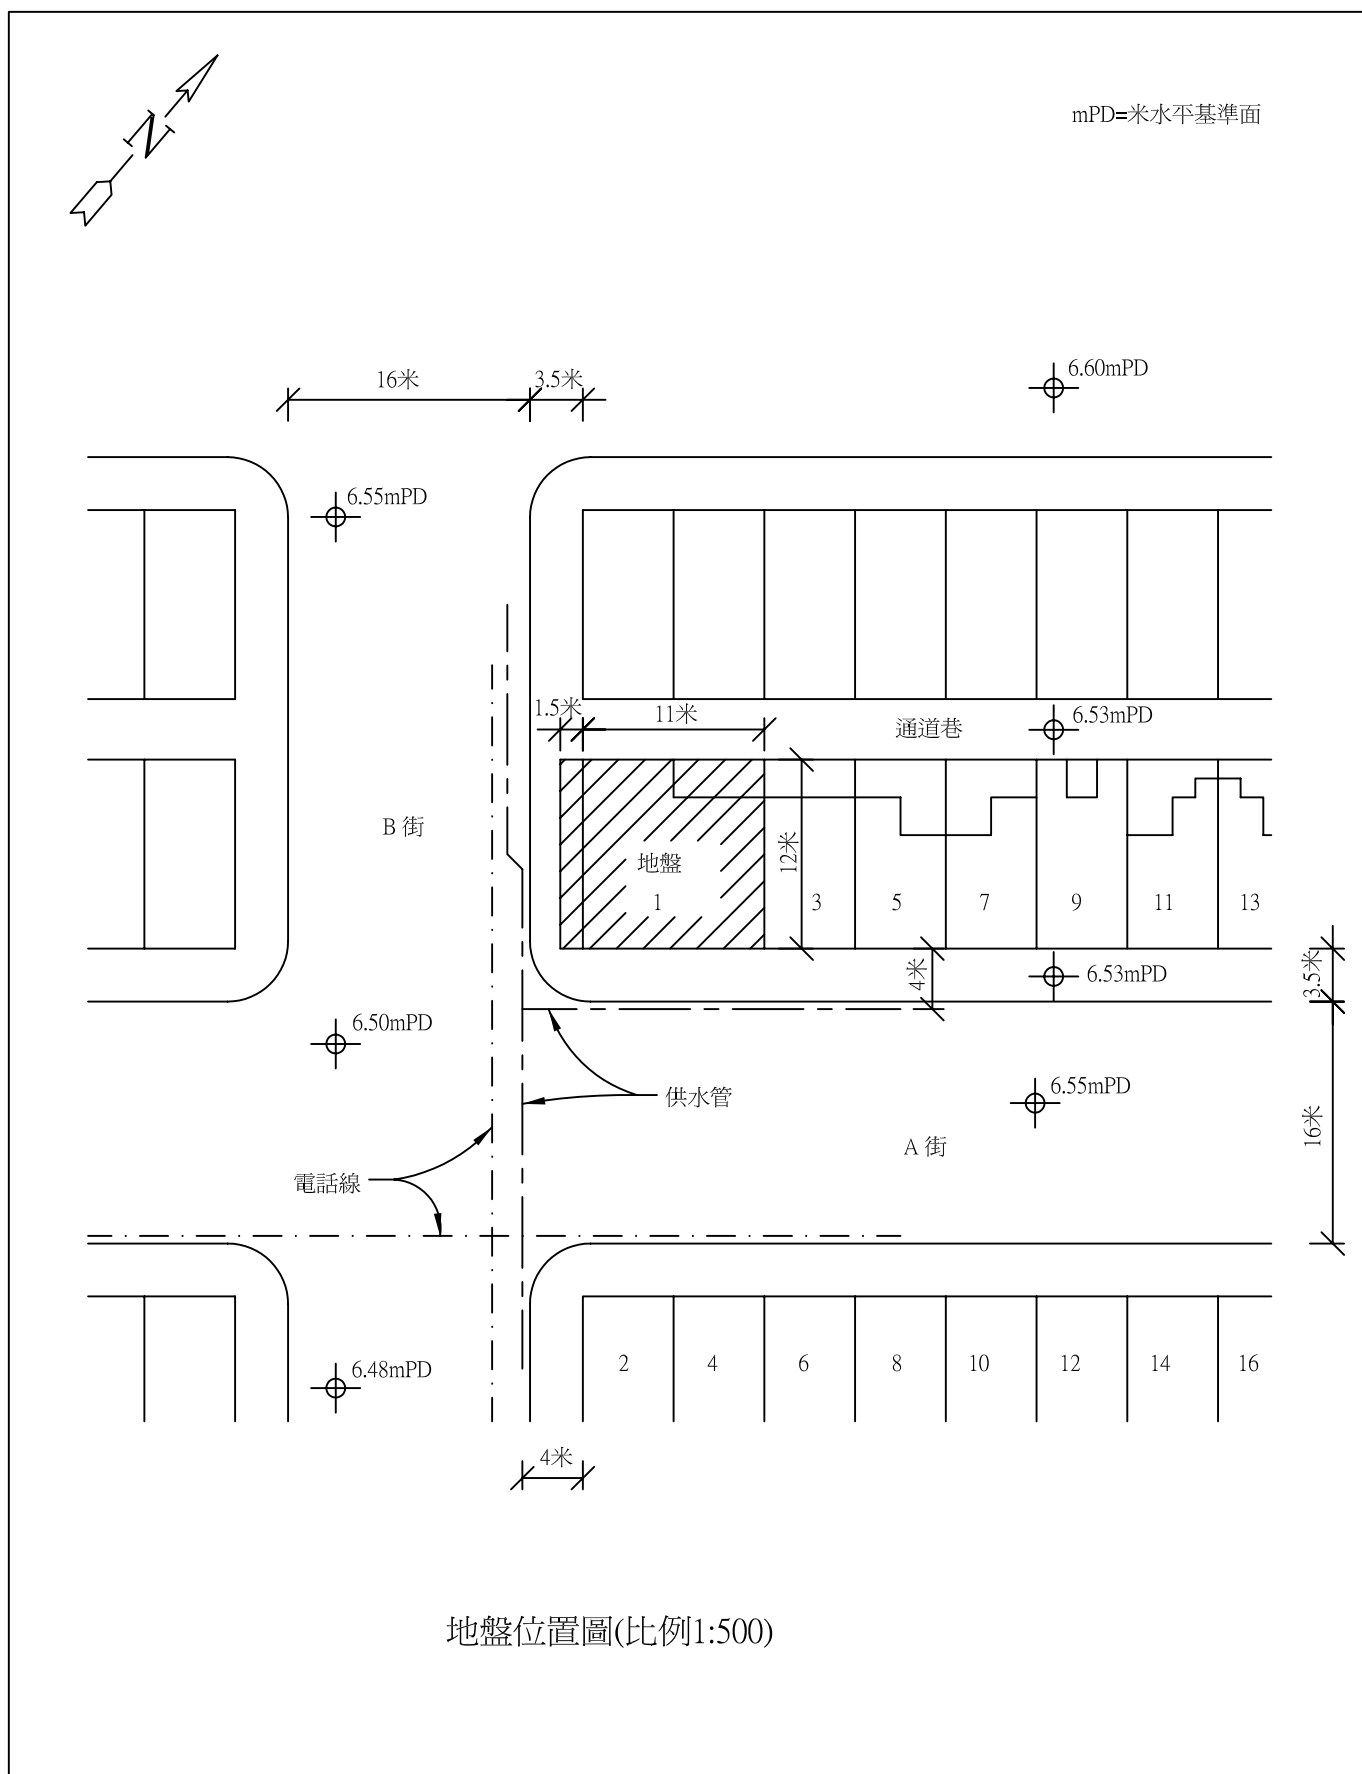 N
mPD=米水平基準面
6.60mPD
16米
3.5米
6.55mPD
1.5米
11米
通道巷
6.53mPD
B 街
地盤
12米
1
3
5
7
9
11
13
4米
6.53mPD
3.5米
6.50mPD
供水管
6.55mPD
A 街
16米
電話線
6.48mPD
2
4
6
8
10
12
14
16
4米
地盤位置圖(比例1:500)